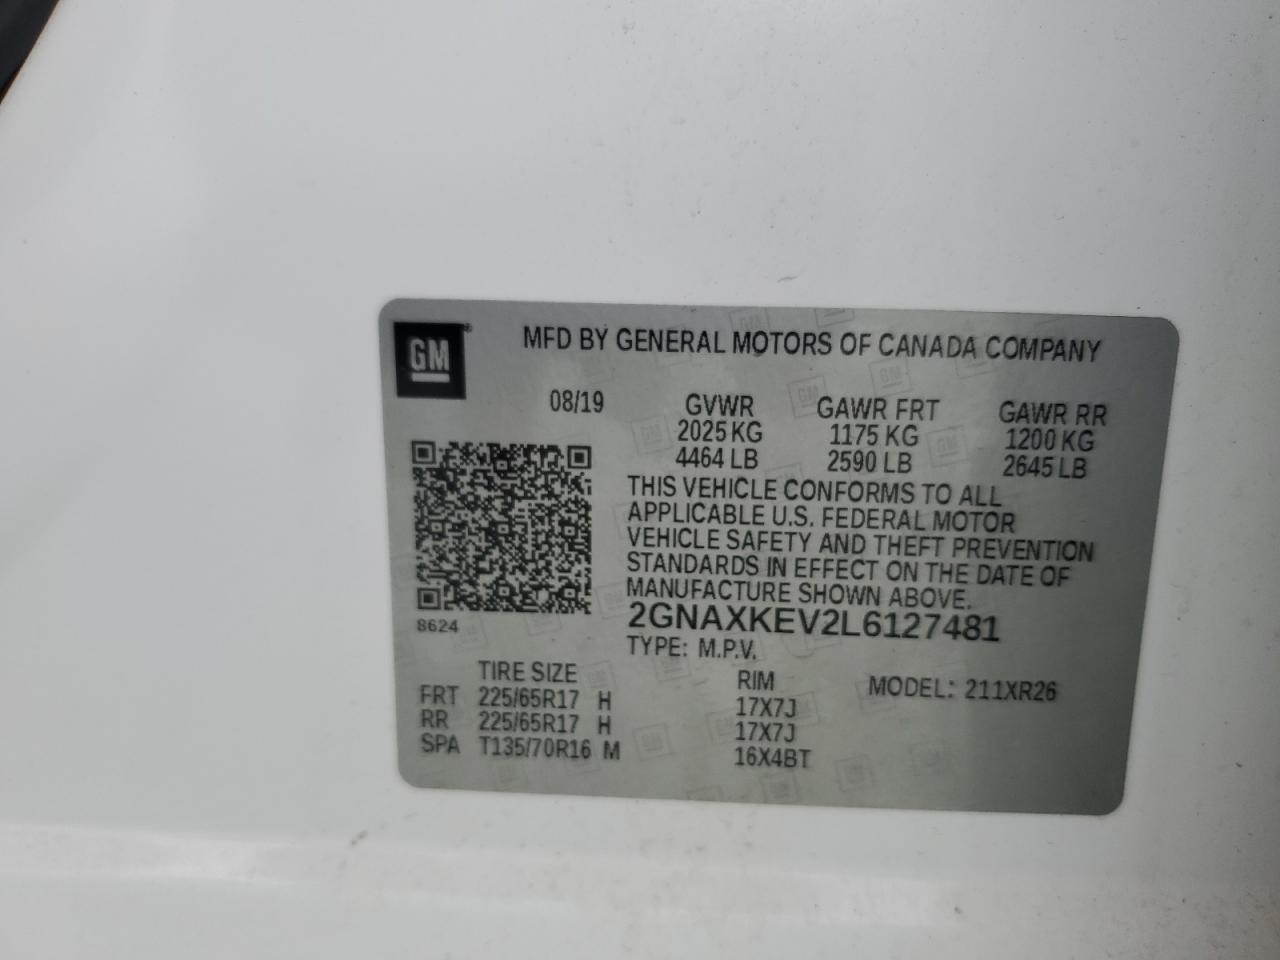 GM
MFD BY GENERAL MOTORS OF CANADA COMPANY
08/19 GVWR GAWR FRT GAWR RR
2025 KG 1175 KG 1200 KG
4464 LB 2590 LB 2645 LB
THIS VEHICLE CONFORMS TO ALL
APPLICABLE U.S. FEDERAL MOTOR
VEHICLE SAFETY AND THEFT PREVENTION
STANDARDS IN EFFECT ON THE DATE OF
MANUFACTURE SHOWN ABOVE.
2GNAXKEV2L6127481
8624
TYPE: M.P.V.
TIRE SIZE RIM MODEL: 211XR26
FRT 225/65R17 H 17X7J
RR 225/65R17 H 17X7J
SPA T135/70R16 M 16X4BT